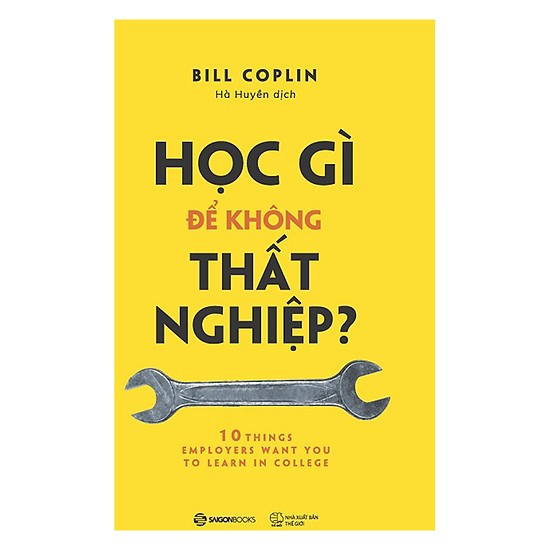 BILL COPLIN
Hà Huyền dịch
HỌC GÌ
ĐỂ KHÔNG
THẤT
NGHIỆP?
10 THINGS
EMPLOYERS WANT YOU
TO LEARN IN COLLEGE
SAIGONBOOKS
NHÀ XUẤT BẢN
THẾ GIỚI